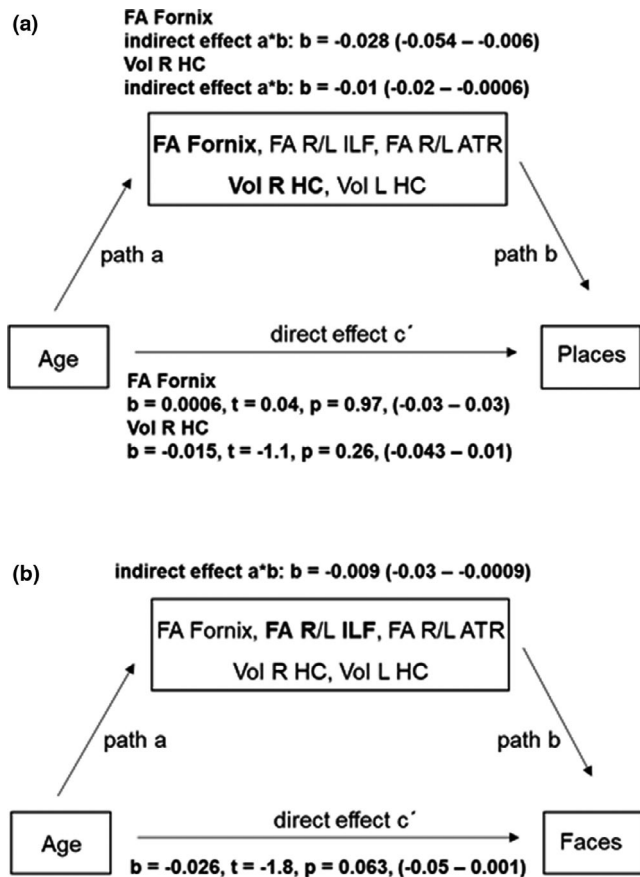 (a)
FA Fornix
indirect effect a*b: b = -0.028 (-0.054 – -0.006)
Vol R HC
indirect effect a*b: b = -0.01 (-0.02 – -0.0006)
FA Fornix, FA R/L ILF, FA R/L ATR
Vol R HC, Vol L HC
path a
path b
Age
direct effect c´
Places
FA Fornix
b = 0.0006, t = 0.04, p = 0.97, (-0.03 – 0.03)
Vol R HC
b = -0.015, t = -1.1, p = 0.26, (-0.043 – 0.01)
(b)
indirect effect a*b: b = -0.009 (-0.03 – -0.0009)
FA Fornix, FA R/L ILF, FA R/L ATR
Vol R HC, Vol L HC
path a
path b
Age
direct effect c´
Faces
b = -0.026, t = -1.8, p = 0.063, (-0.05 – 0.001)